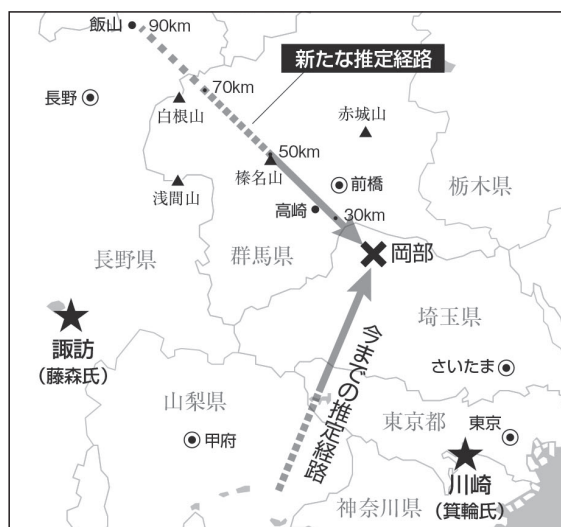 飯山
90km
新たな推定経路
長野
70km
白根山
赤城山
50km
榛名山
前橋
栃木県
浅間山
高崎
30km
岡部
長野県
群馬県
諏訪
(藤森氏)
埼玉県
今までの推定経路
さいたま
山梨県
甲府
東京都
東京
川崎
(箕輪氏)
神奈川県